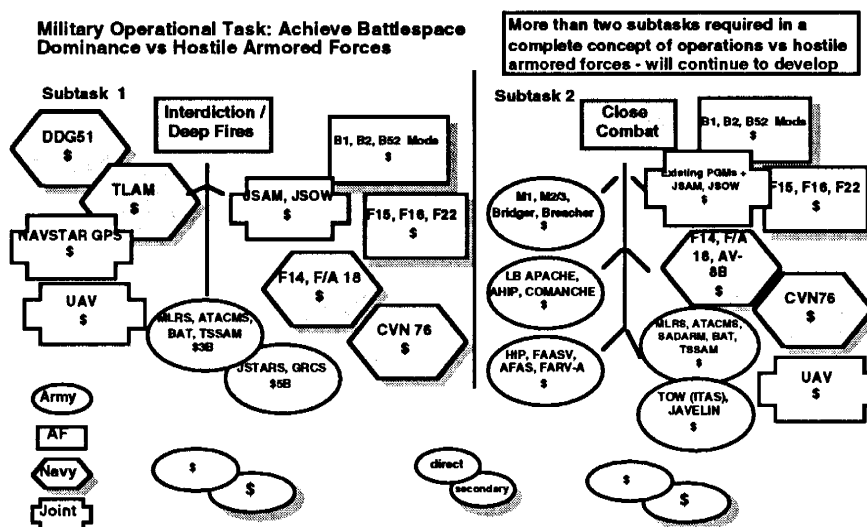 Military Operational Task: Achieve Battlespace
Dominance vs Hostile Armored Forces
More than two subtasks required in a
complete concept of operations vs hostile
armored forces - will continue to develop
Subtask 1
Interdiction /
Deep Fires
DDG51
$
TLAM
$
NAVSTAR GPS
$
UAV
$
B1, B2, B52 Mods
$
JSAM, JSOW
$
F15, F16, F22
$
F14, F/A 18
$
CVN 76
$
MLRS, ATACMS,
BAT, TSSAM
$3B
JSTARS, GRCS
$5B
Subtask 2
Close
Combat
B1, B2, B52 Mods
$
Existing PGMs +
JSAM, JSOW
$
F15, F16, F22
$
M1, M2/3,
Bridger, Breacher
$
F14, F/A
18, AV-
8B
$
LB APACHE,
AHIP, COMANCHE
$
CVN76
$
MLRS, ATACMS,
SADARM, BAT,
TSSAM
$
HIP, FAASV,
AFAS, FARV-A
$
UAV
$
TOW (ITAS),
JAVELIN
$
Army
AF
Navy
Joint
$
$
direct
secondary
$
$